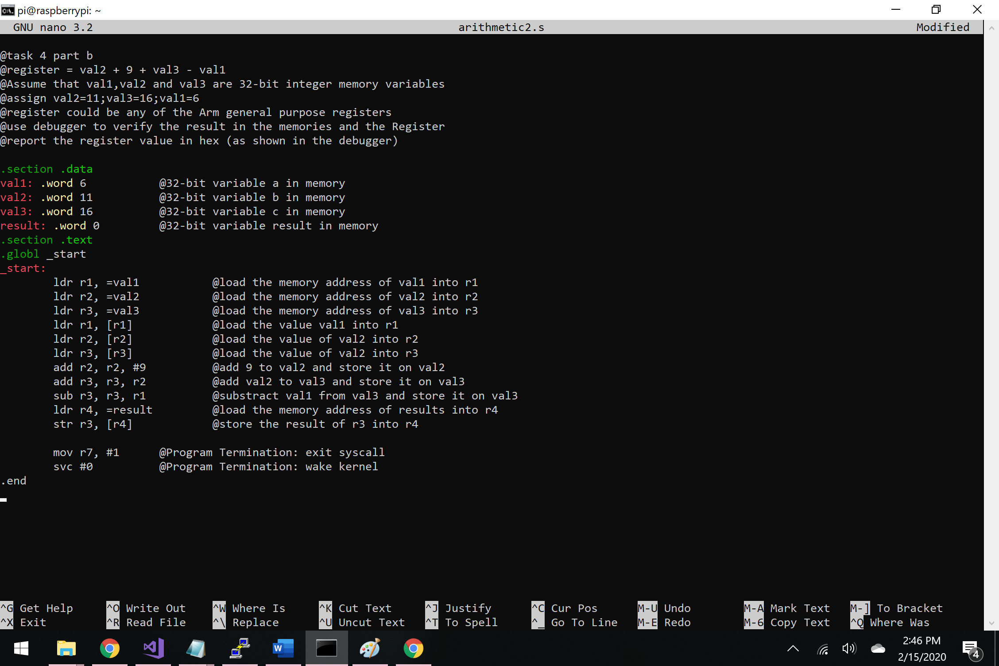 pi@raspberrypi: ~
GNU nano 3.2 arithmetic2.s Modified
@task 4 part b
@register = val2 + 9 + val3 - val1
@Assume that val1,val2 and val3 are 32-bit integer memory variables
@assign val2=11;val3=16;val1=6
@register could be any of the Arm general purpose registers
@use debugger to verify the result in the memories and the Register
@report the register value in hex (as shown in the debugger)
.section .data
val1: .word 6 @32-bit variable a in memory
val2: .word 11 @32-bit variable b in memory
val3: .word 16 @32-bit variable c in memory
result: .word 0 @32-bit variable result in memory
.section .text
.globl _start
_start:
ldr r1, =val1 @load the memory address of val1 into r1
ldr r2, =val2 @load the memory address of val2 into r2
ldr r3, =val3 @load the memory address of val3 into r3
ldr r1, [r1] @load the value val1 into r1
ldr r2, [r2] @load the value of val2 into r2
ldr r3, [r3] @load the value of val2 into r3
add r2, r2, #9 @add 9 to val2 and store it on val2
add r3, r3, r2 @add val2 to val3 and store it on val3
sub r3, r3, r1 @substract val1 from val3 and store it on val3
ldr r4, =result @load the memory address of results into r4
str r3, [r4] @store the result of r3 into r4
mov r7, #1 @Program Termination: exit syscall
svc #0 @Program Termination: wake kernel
.end
^G Get Help ^O Write Out ^W Where Is ^K Cut Text ^J Justify ^C Cur Pos M-U Undo M-A Mark Text M-] To Bracket
^X Exit ^R Read File ^\ Replace ^U Uncut Text ^T To Spell ^_ Go To Line M-E Redo M-6 Copy Text ^Q Where Was
2:46 PM
2/15/2020
4